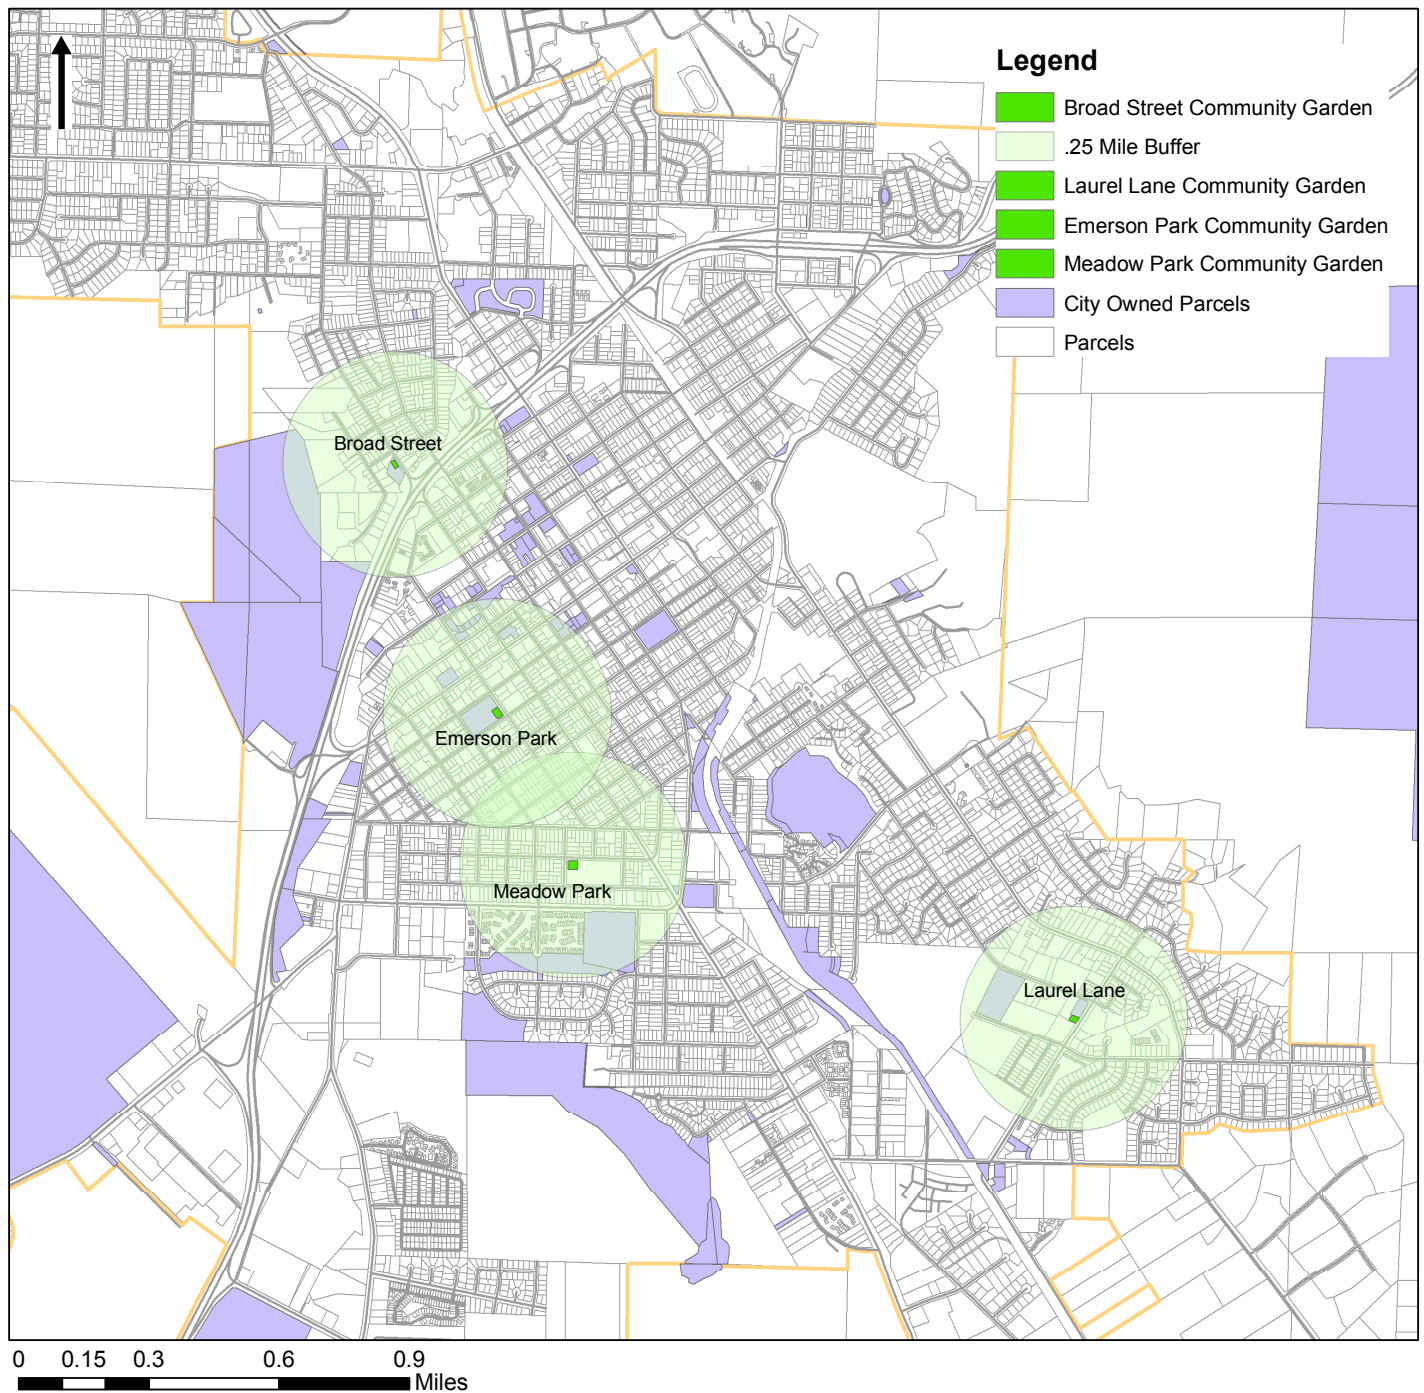 Legend
Broad Street Community Garden
.25 Mile Buffer
Laurel Lane Community Garden
Emerson Park Community Garden
Meadow Park Community Garden
City Owned Parcels
Parcels
Broad Street
Emerson Park
Meadow Park
Laurel Lane
0 0.15 0.3 0.6 0.9
Miles